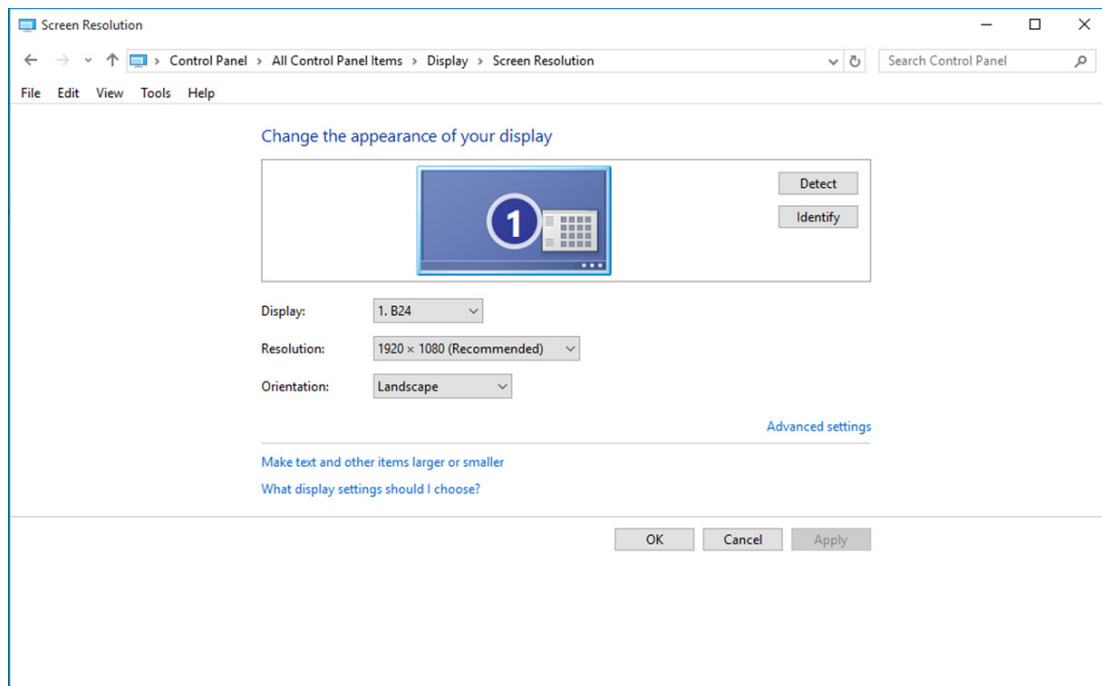 Screen Resolution
Control Panel > All Control Panel Items > Display > Screen Resolution
Search Control Panel
File Edit View Tools Help
Change the appearance of your display
1
Detect
Identify
Display: 1. B24
Resolution: 1920 × 1080 (Recommended)
Orientation: Landscape
Advanced settings
Make text and other items larger or smaller
What display settings should I choose?
OK Cancel Apply